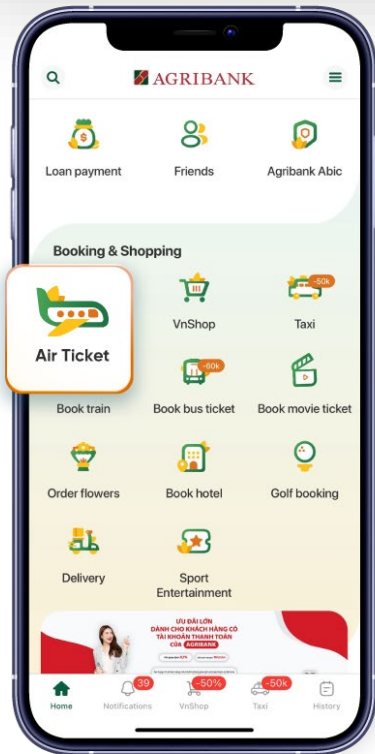 AGRIBANK
Loan payment
Friends
Agribank Abic
Booking & Shopping
Air Ticket
VnShop
-50k
Taxi
Book train
-60k
Book bus ticket
Book movie ticket
Order flowers
Book hotel
Golf booking
Delivery
Sport
Entertainment
ƯU ĐÃI LỚN
DÀNH CHO KHÁCH HÀNG CÓ
TÀI KHOẢN THANH TOÁN
CỦA AGRIBANK
Home
39
Notifications
-50%
VnShop
-50k
Taxi
History